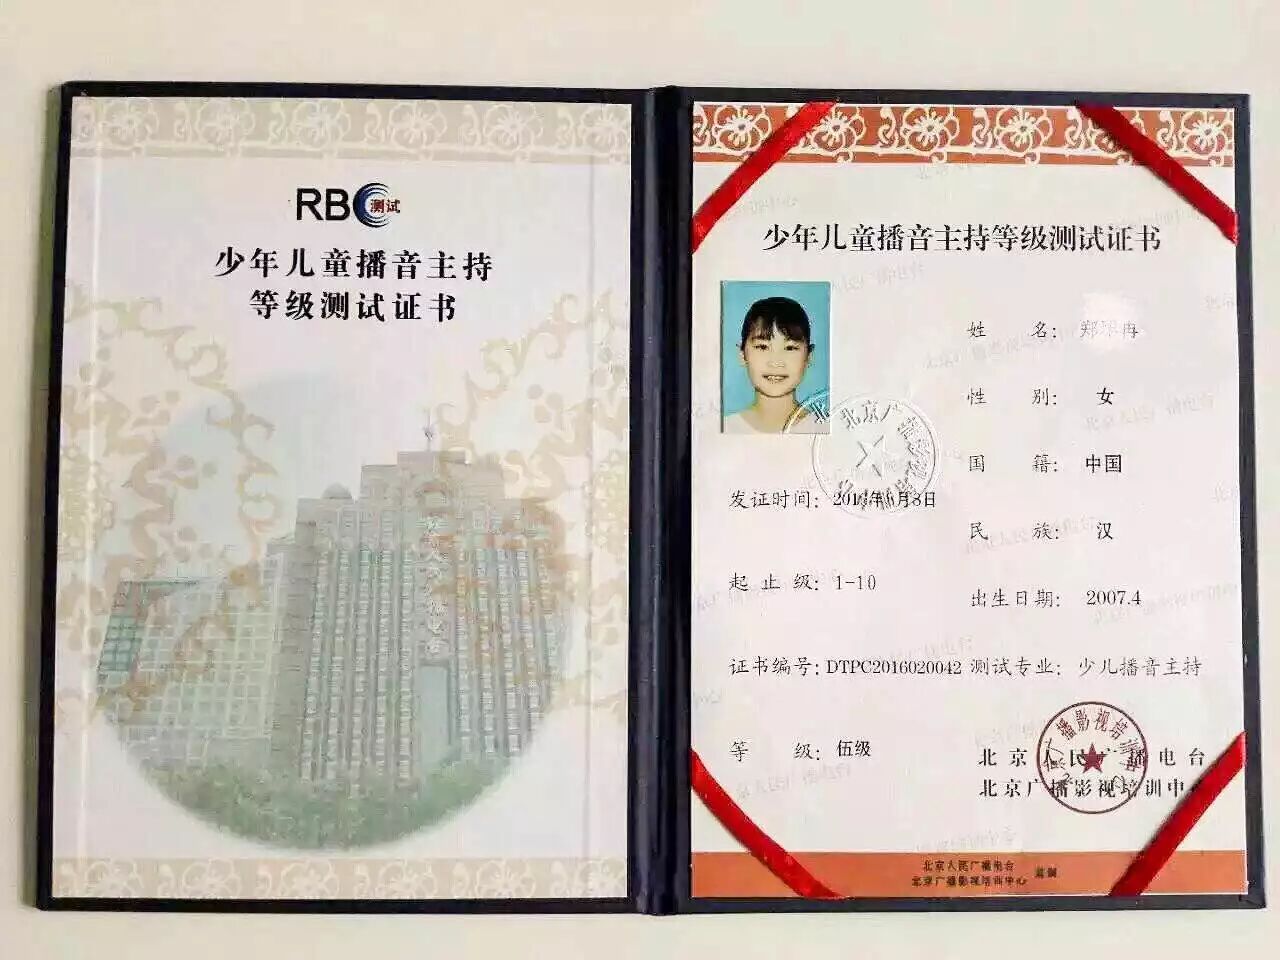 RBC 测试
少年儿童播音主持
等级测试证书
少年儿童播音主持等级测试证书
姓 名: 郑 冉
性 别: 女
国 籍: 中国
发证时间: 月8日
民 族: 汉
起 止 级: 1-10
出生日期: 2007.4
证书编号: DTPC2016020042 测试专业: 少儿播音主持
等 级: 伍级
北京人民广播电台
北京广播影视培训中心
北京人民广播电台
北京广播影视培训中心 监制